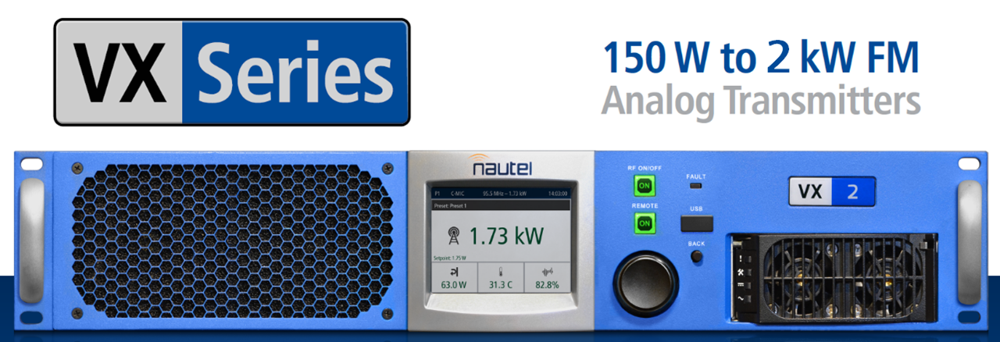 VX Series
150 W to 2 kW FM
Analog Transmitters
nautel
P1 C-MIC 95.5 MHz – 1.73 kW 14:03:00
Preset: Preset 1
1.73 kW
Setpoint: 1.75 W
63.0 W 31.3 C 82.8%
RF ON/OFF
ON
REMOTE
ON
FAULT
USB
BACK
VX 2